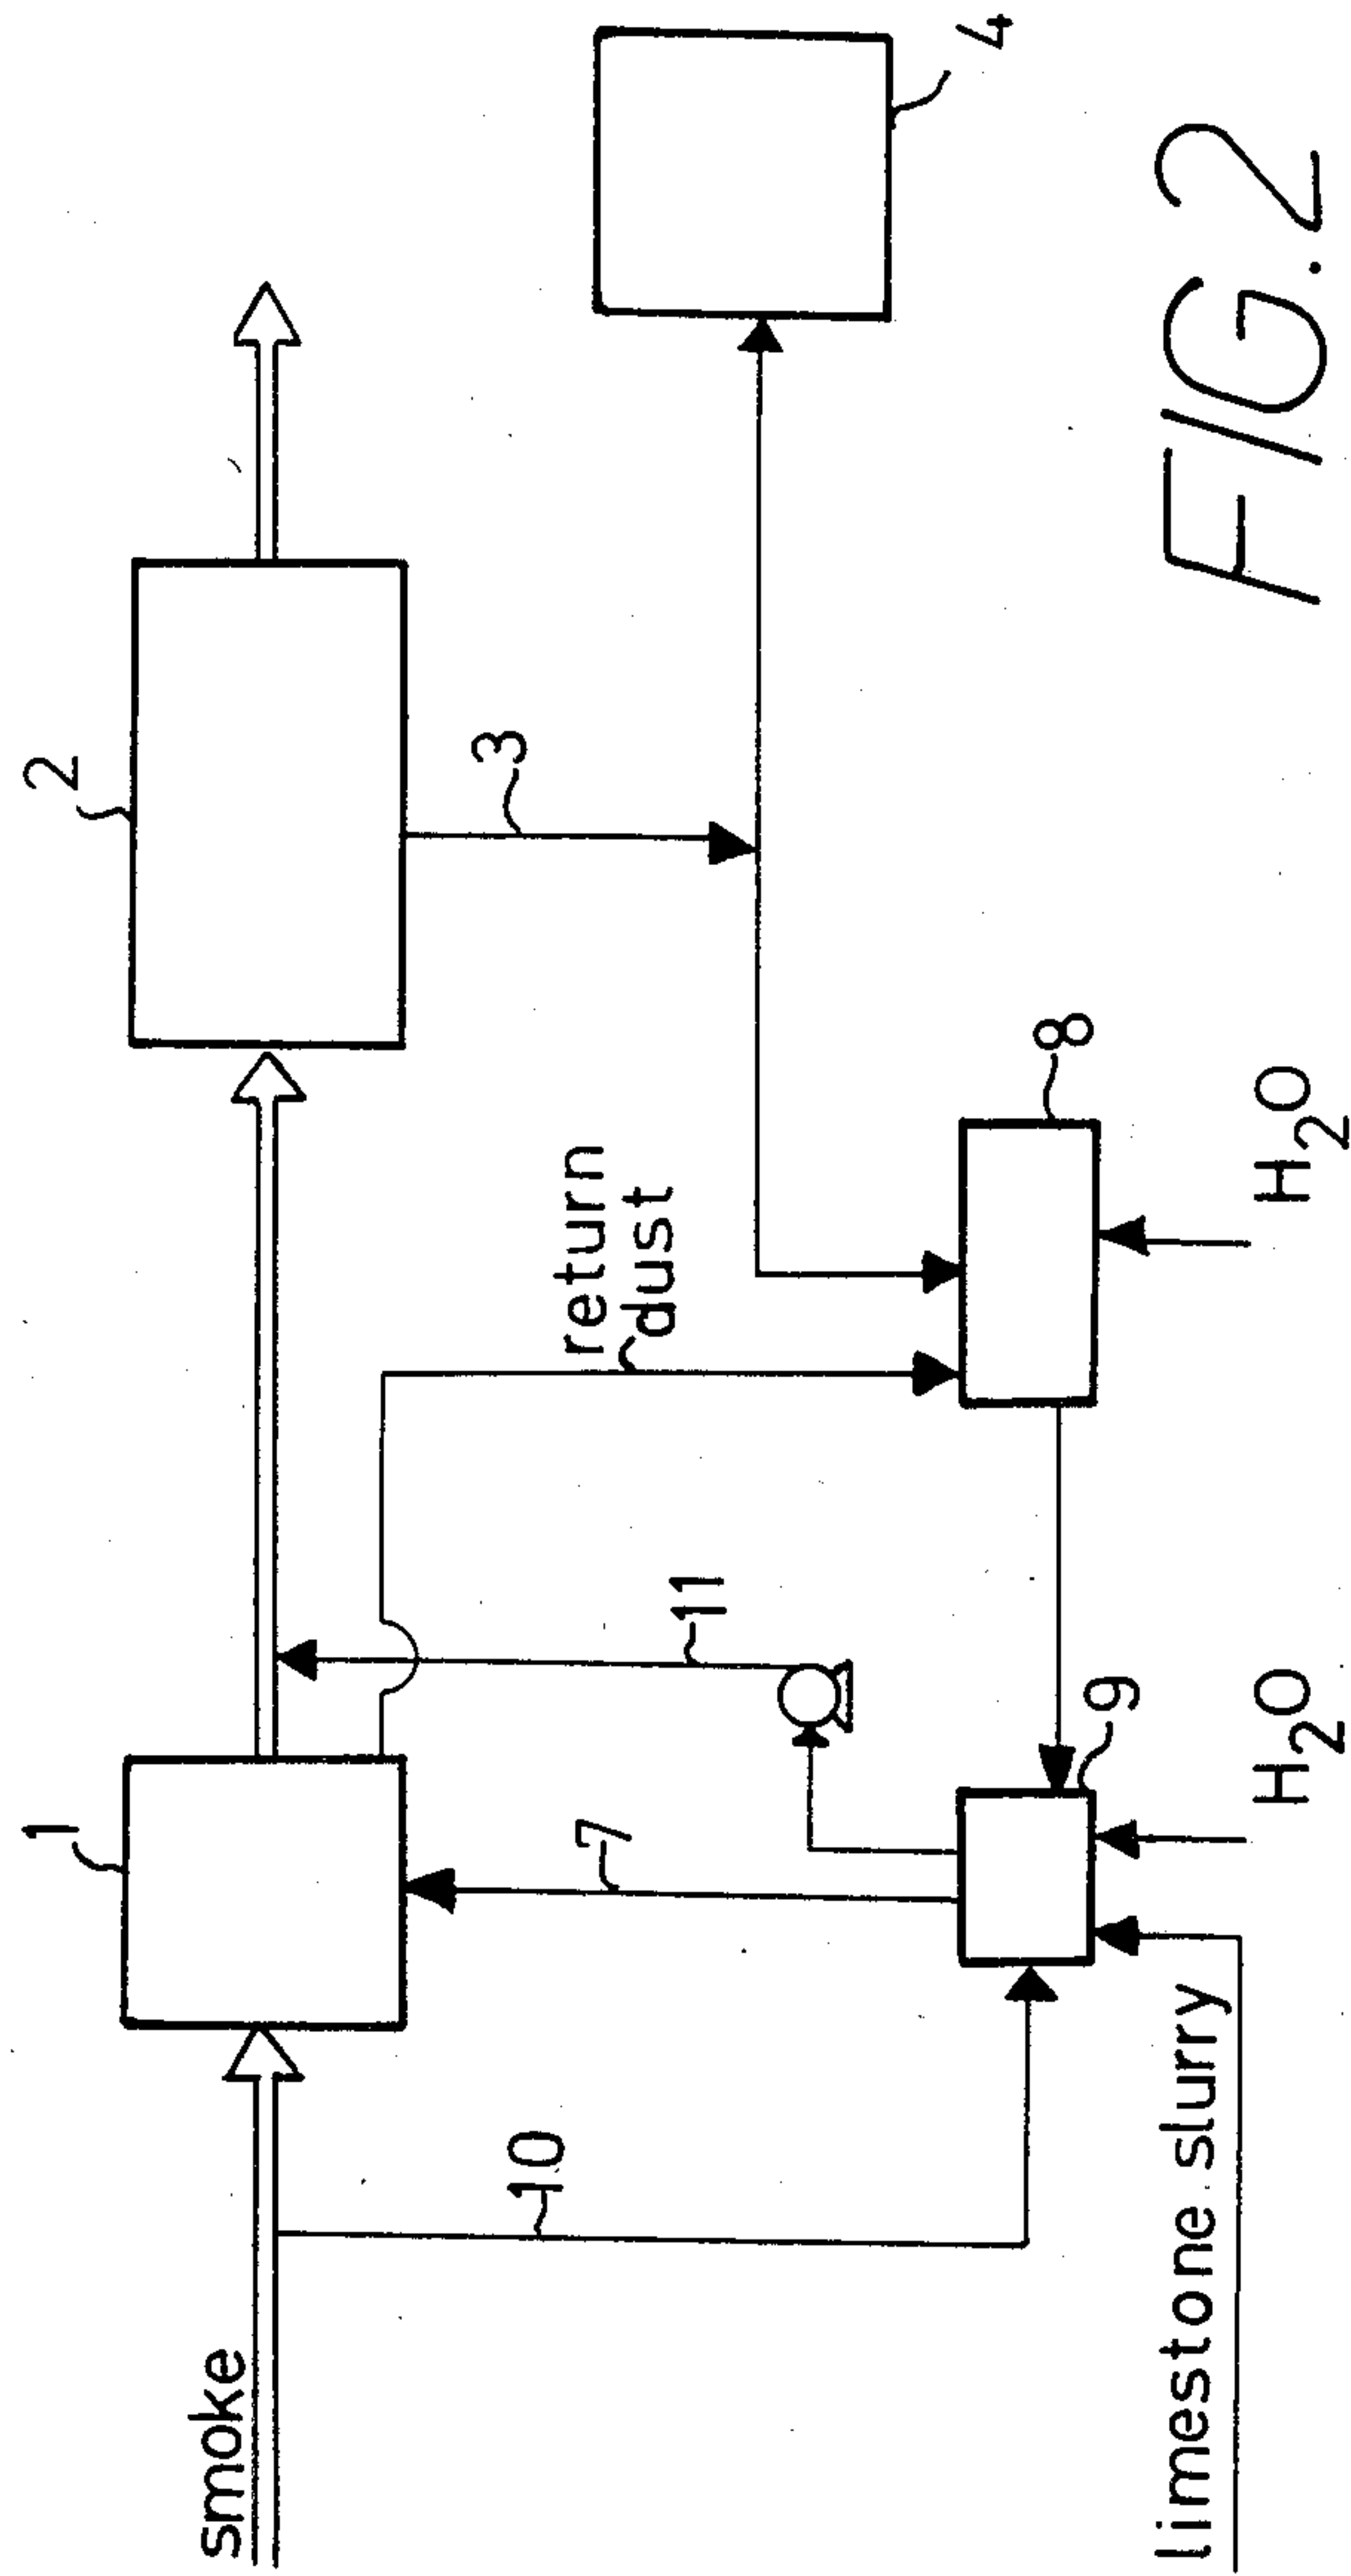 smoke
1
2
10
7
11
return
dust
3
4
9
8
limestone slurry
H2O
H2O
FIG. 2